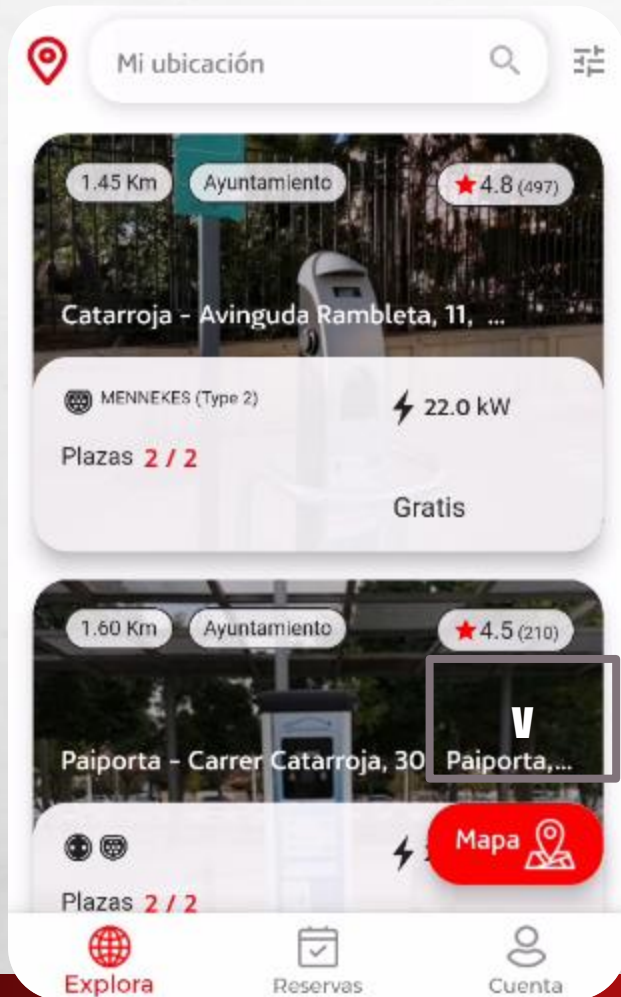 Mi ubicación
1.45 Km Ayuntamiento 4.8 (497)
Catarroja - Avinguda Rambleta, 11, ...
MENNEKES (Type 2) 22.0 kW
Plazas 2 / 2
Gratis
1.60 Km Ayuntamiento 4.5 (210)
V
Paiporta - Carrer Catarroja, 30 Paiporta,...
Mapa
Plazas 2 / 2
Explora Reservas Cuenta